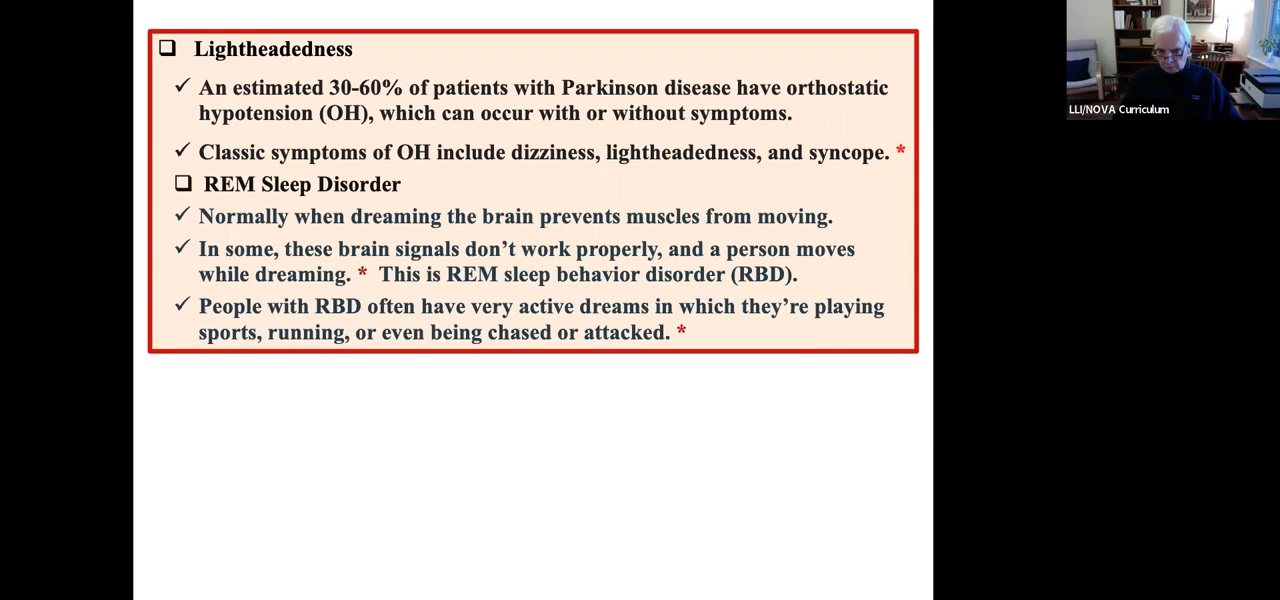 Lightheadedness
An estimated 30-60% of patients with Parkinson disease have orthostatic
hypotension (OH), which can occur with or without symptoms.
Classic symptoms of OH include dizziness, lightheadedness, and syncope. *
REM Sleep Disorder
Normally when dreaming the brain prevents muscles from moving.
In some, these brain signals don’t work properly, and a person moves
while dreaming. * This is REM sleep behavior disorder (RBD).
People with RBD often have very active dreams in which they’re playing
sports, running, or even being chased or attacked. *
LLI/NOVA Curriculum